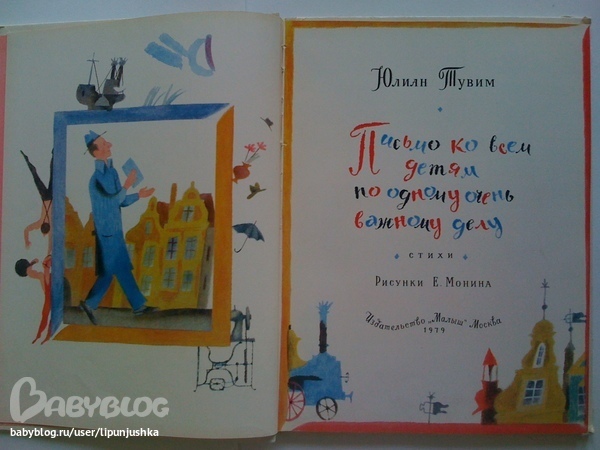 Юлиан Тувим
Письмо ко всем
детям
по одному очень
важному делу
СТИХИ
Рисунки Е. Монина
Издательство „Малыш“ Москва
1979
BABYBLOG
babyblog.ru/user/lipunjushka